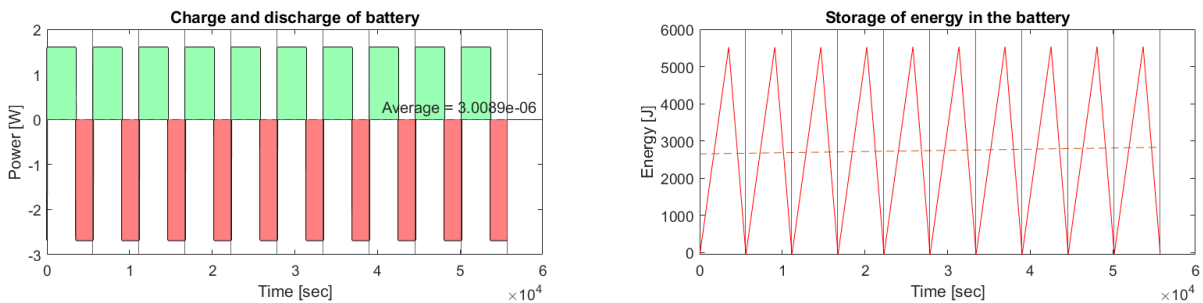 Charge and discharge of battery
2
1
0
-1
-2
-3
Power [W]
Average = 3.0089e-06
0 1 2 3 4 5 6
Time [sec]
×10^4
Storage of energy in the battery
6000
5000
4000
3000
2000
1000
0
Energy [J]
0 1 2 3 4 5 6
Time [sec]
×10^4